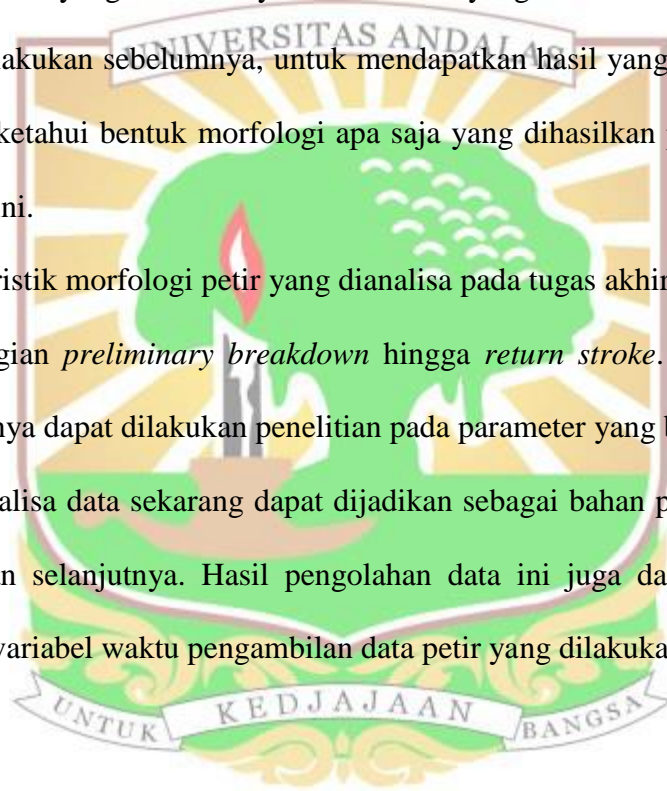 UNIVERSITAS ANDALAS
lakukan sebelumnya, untuk mendapatkan hasil yang
ketahui bentuk morfologi apa saja yang dihasilkan
ni.
ristik morfologi petir yang dianalisa pada tugas akhir
gian preliminary breakdown hingga return stroke.
nya dapat dilakukan penelitian pada parameter yang
alisa data sekarang dapat dijadikan sebagai bahan p
an selanjutnya. Hasil pengolahan data ini juga da
variabel waktu pengambilan data petir yang dilakuka
UNTUK KEDJAJAAN BANGSA